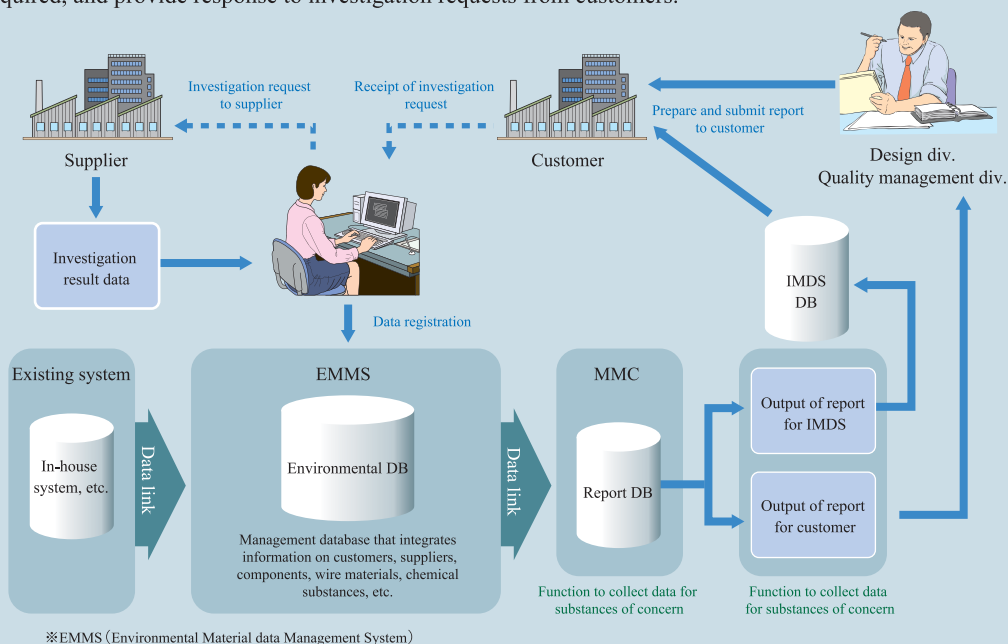 quired, and provide response to investigation requests from customers.
Investigation request
to supplier
Receipt of investigation
request
Prepare and submit report
to customer
Supplier
Customer
Design div.
Quality management div.
Investigation
result data
IMDS
DB
Data registration
Existing system
EMMS
MMC
In-house
system, etc.
Data link
Environmental DB
Data link
Report DB
Output of report
for IMDS
Output of report
for customer
Management database that integrates
information on customers, suppliers,
components, wire materials, chemical
substances, etc.
Function to collect data for
substances of concern
Function to collect data
for substances of concern
※EMMS (Environmental Material data Management System)